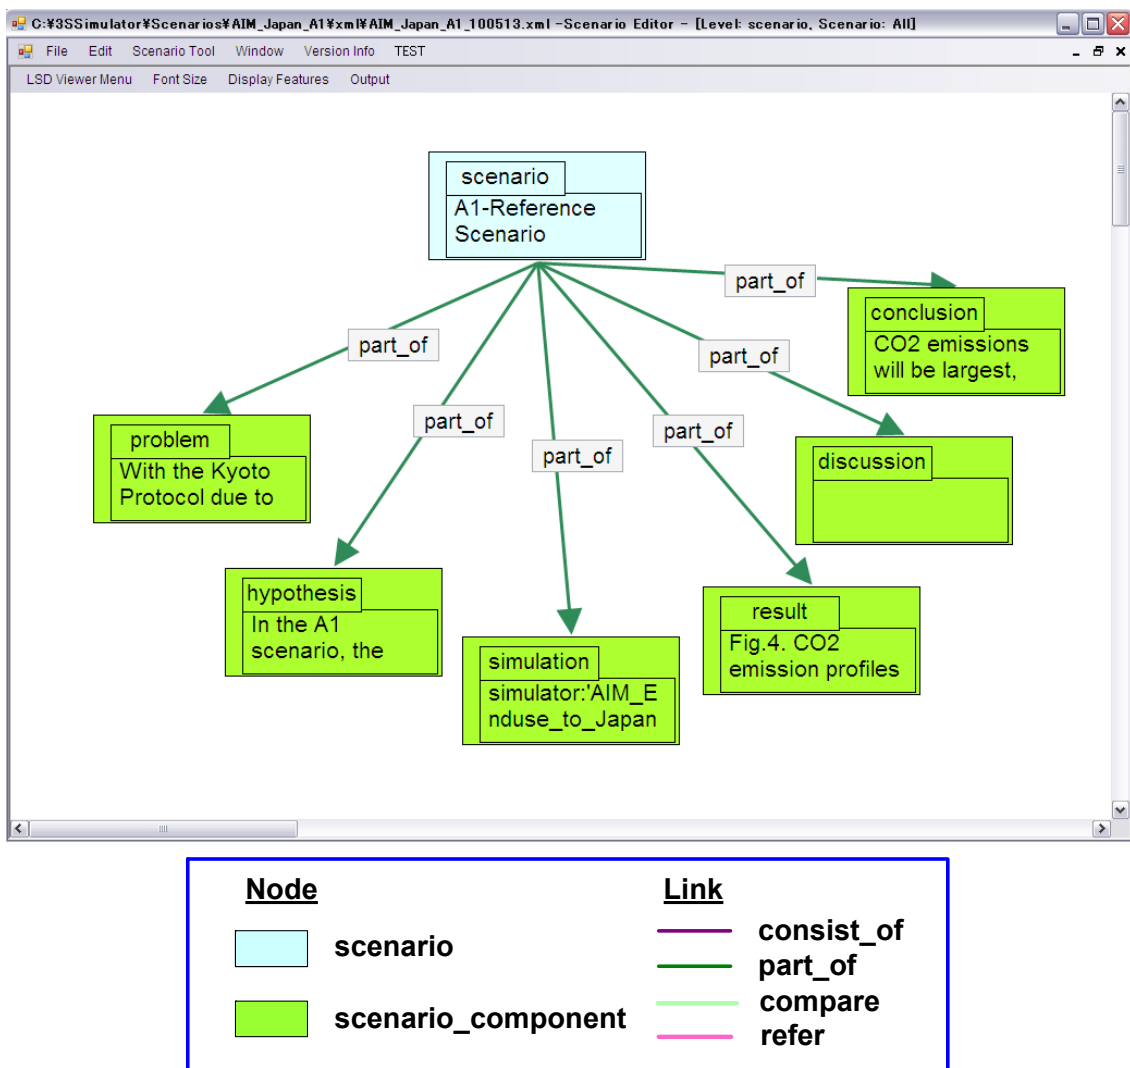 C:¥3SSimulator¥Scenarios¥AIM_Japan_A1¥xml¥AIM_Japan_A1_100513.xml -Scenario Editor - [Level: scenario, Scenario: All]
File Edit Scenario Tool Window Version Info TEST
LSD Viewer Menu Font Size Display Features Output
scenario
A1-Reference
Scenario
part_of
conclusion
CO2 emissions
will be largest,
part_of
part_of
part_of
part_of
part_of
problem
With the Kyoto
Protocol due to
discussion
hypothesis
In the A1
scenario, the
result
Fig.4. CO2
emission profiles
simulation
simulator:'AIM_E
nduse_to_Japan
Node
scenario
scenario_component
Link
consist_of
part_of
compare
refer